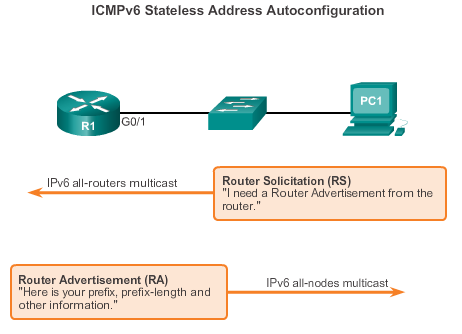 ICMPv6 Stateless Address Autoconfiguration
R1
G0/1
PC1
IPv6 all-routers multicast
Router Solicitation (RS)
"I need a Router Advertisement from the
router."
Router Advertisement (RA)
"Here is your prefix, prefix-length and
other information."
IPv6 all-nodes multicast